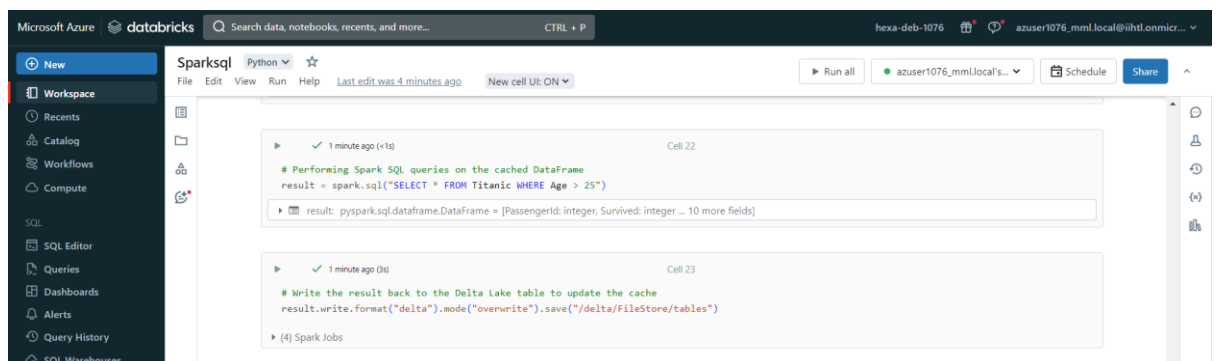 Microsoft Azure databricks Search data, notebooks, recents, and more... CTRL + P hexa-deb-1076 azuser1076_mml.local@iihtl.onmicr...
New
Workspace
Recents
Catalog
Workflows
Compute
SQL
SQL Editor
Queries
Dashboards
Alerts
Query History
SQL Warehouses
Sparksql Python
File Edit View Run Help Last edit was 4 minutes ago New cell UI: ON
Run all azuser1076_mml.local's... Schedule Share
1 minute ago (<1s) Cell 22
# Performing Spark SQL queries on the cached DataFrame
result = spark.sql("SELECT * FROM Titanic WHERE Age > 25")
result: pyspark.sql.dataframe.DataFrame = [PassengerId: integer, Survived: integer ... 10 more fields]
1 minute ago (3s) Cell 23
# Write the result back to the Delta Lake table to update the cache
result.write.format("delta").mode("overwrite").save("/delta/FileStore/tables")
(4) Spark Jobs